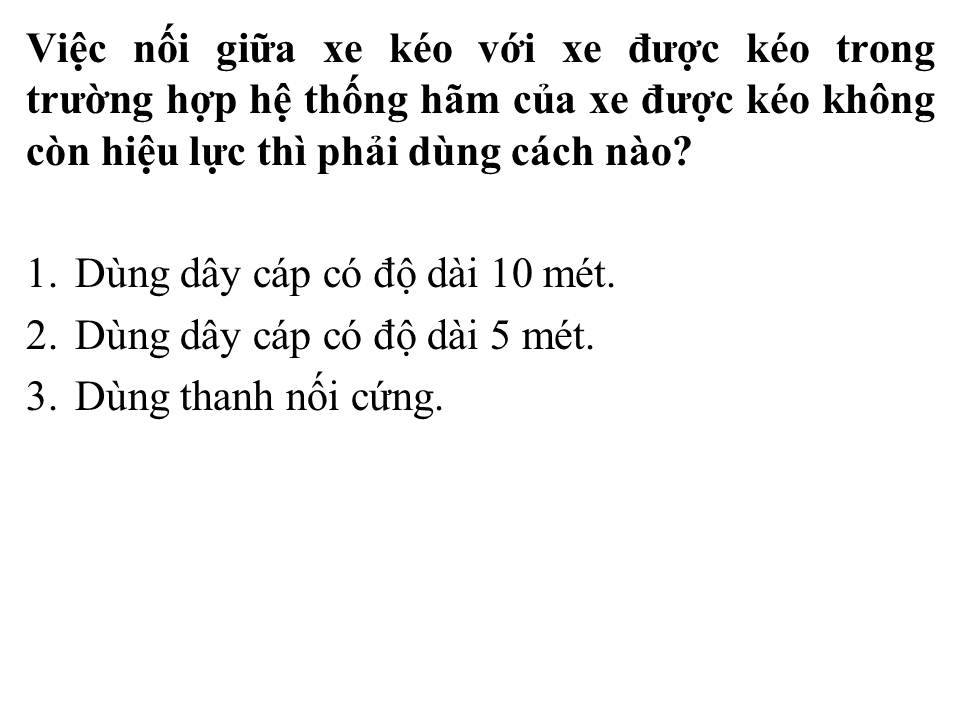 Việc nối giữa xe kéo với xe được kéo trong
trường hợp hệ thống hãm của xe được kéo không
còn hiệu lực thì phải dùng cách nào?
1. Dùng dây cáp có độ dài 10 mét.
2. Dùng dây cáp có độ dài 5 mét.
3. Dùng thanh nối cứng.